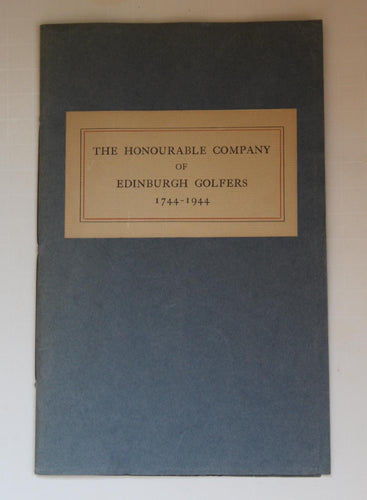 THE HONOURABLE COMPANY
OF
EDINBURGH GOLFERS
1744-1944